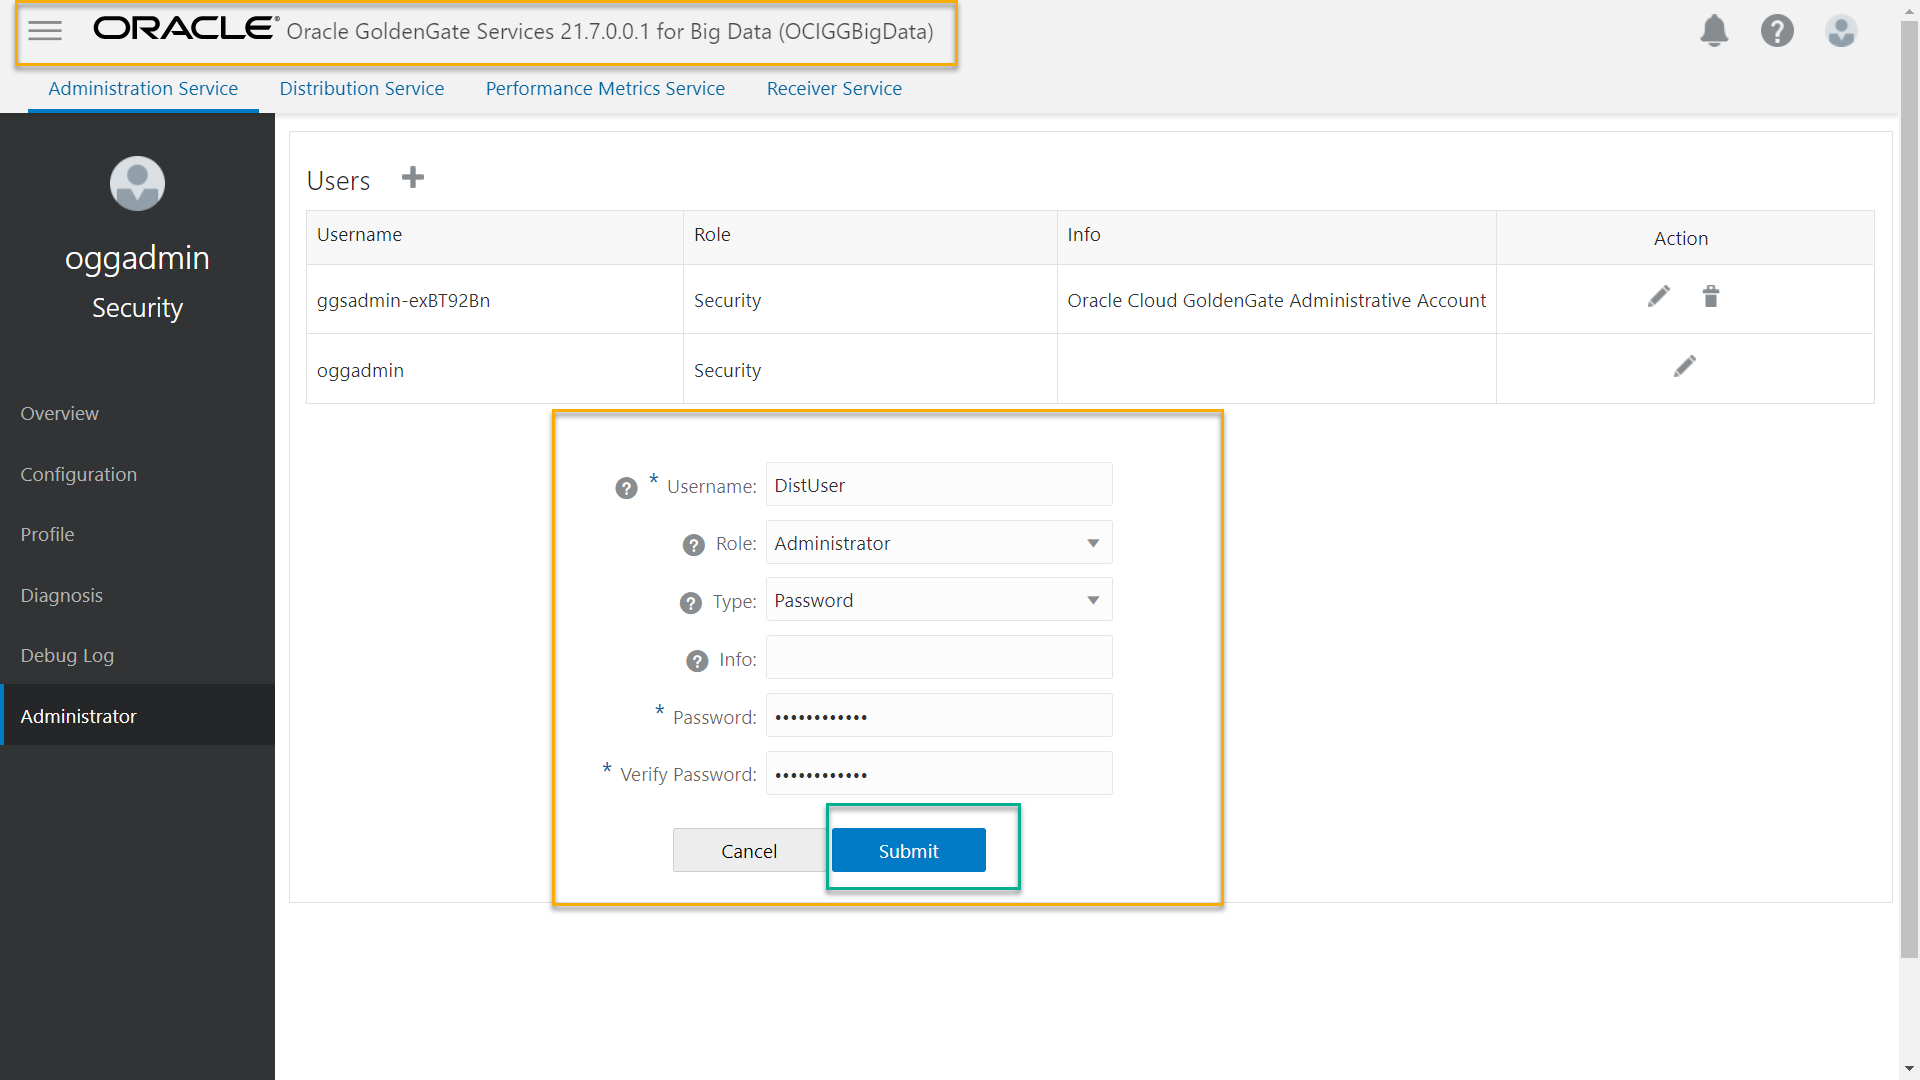 ORACLE® Oracle GoldenGate Services 21.7.0.0.1 for Big Data (OCIGGBigData)
Administration Service Distribution Service Performance Metrics Service Receiver Service
oggadmin
Security
Overview
Configuration
Profile
Diagnosis
Debug Log
Administrator
Users
Username Role Info Action
ggsadmin-exBT92Bn Security Oracle Cloud GoldenGate Administrative Account
oggadmin Security
? * Username: DistUser
? Role: Administrator
? Type: Password
? Info:
* Password: ••••••••••••
* Verify Password: ••••••••••••
Cancel Submit